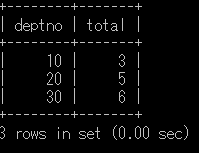 +--------+-------+
| deptno | total |
+--------+-------+
|     10 |     3 |
|     20 |     5 |
|     30 |     6 |
+--------+-------+
3 rows in set (0.00 sec)